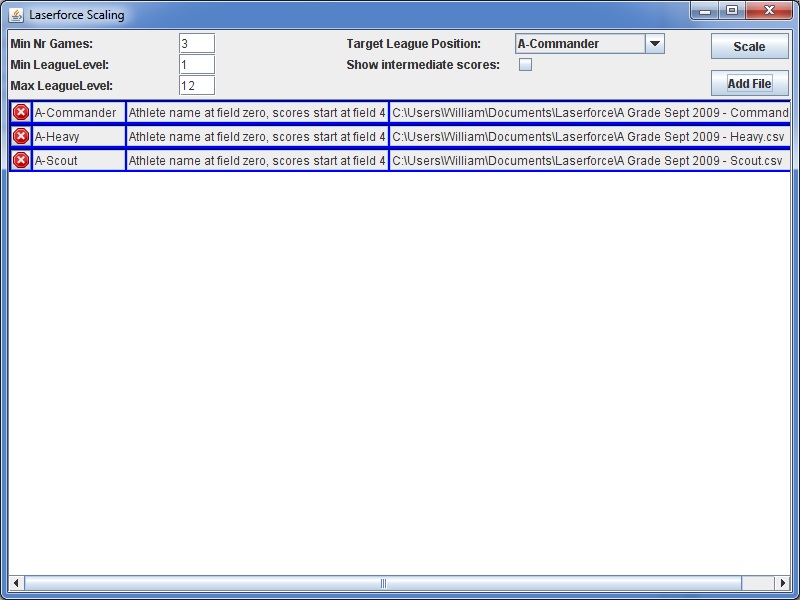 Laserforce Scaling
Min Nr Games: 3 Target League Position: A-Commander Scale
Min LeagueLevel: 1 Show intermediate scores:
Max LeagueLevel: 12 Add File
A-Commander Athlete name at field zero, scores start at field 4 C:\Users\William\Documents\Laserforce\A Grade Sept 2009 - Command
A-Heavy Athlete name at field zero, scores start at field 4 C:\Users\William\Documents\Laserforce\A Grade Sept 2009 - Heavy.csv
A-Scout Athlete name at field zero, scores start at field 4 C:\Users\William\Documents\Laserforce\A Grade Sept 2009 - Scout.csv